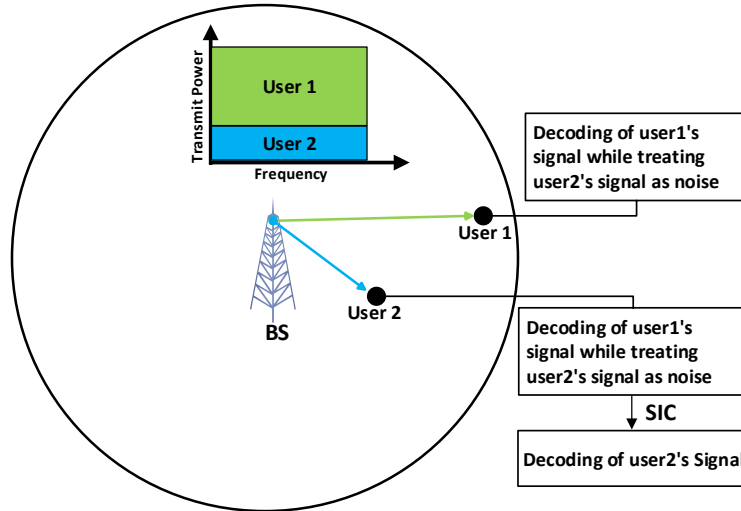 Transmit Power
User 1
User 2
Frequency
Decoding of user1's
signal while treating
user2's signal as noise
User 1
User 2
BS
Decoding of user1's
signal while treating
user2's signal as noise
SIC
Decoding of user2's Signal